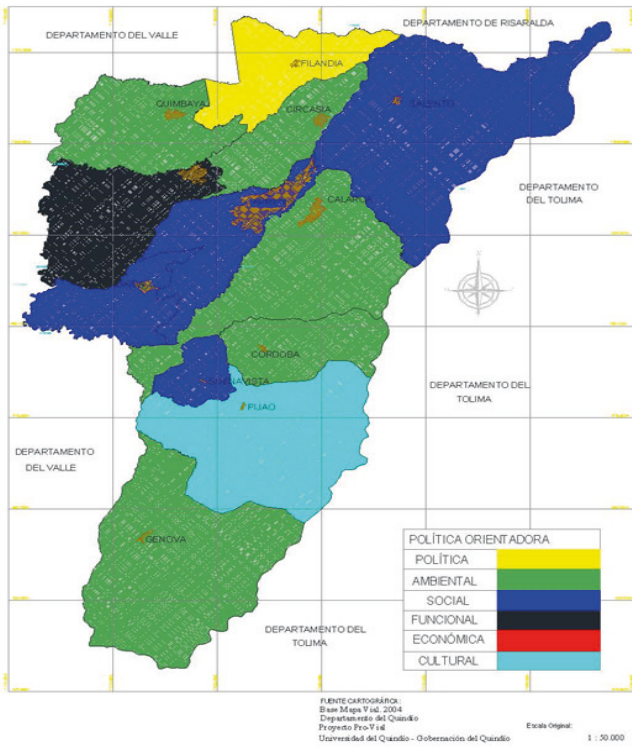 DEPARTAMENTO DE RISARALDA
DEPARTAMENTO DEL VALLE
FILANDIA
QUIMBAYA
CIRCASIA
SALENTO
DEPARTAMENTO
DEL TOLIMA
CALARCA
N
CORDOBA
BUENAVISTA
PIJAO
DEPARTAMENTO DEL
TOLIMA
DEPARTAMENTO
DEL VALLE
GENOVA
DEPARTAMENTO DEL
TOLIMA
POLÍTICA ORIENTADORA
POLÍTICA
AMBIENTAL
SOCIAL
FUNCIONAL
ECONÓMICA
CULTURAL
FUENTE CARTOGRÁFICA:
Base Mapa Vial. 2004
Departamento del Quindío
Proyecto Pro-Vial
Universidad del Quindío - Gobernación del Quindío
Escala Original:
1 : 50.000